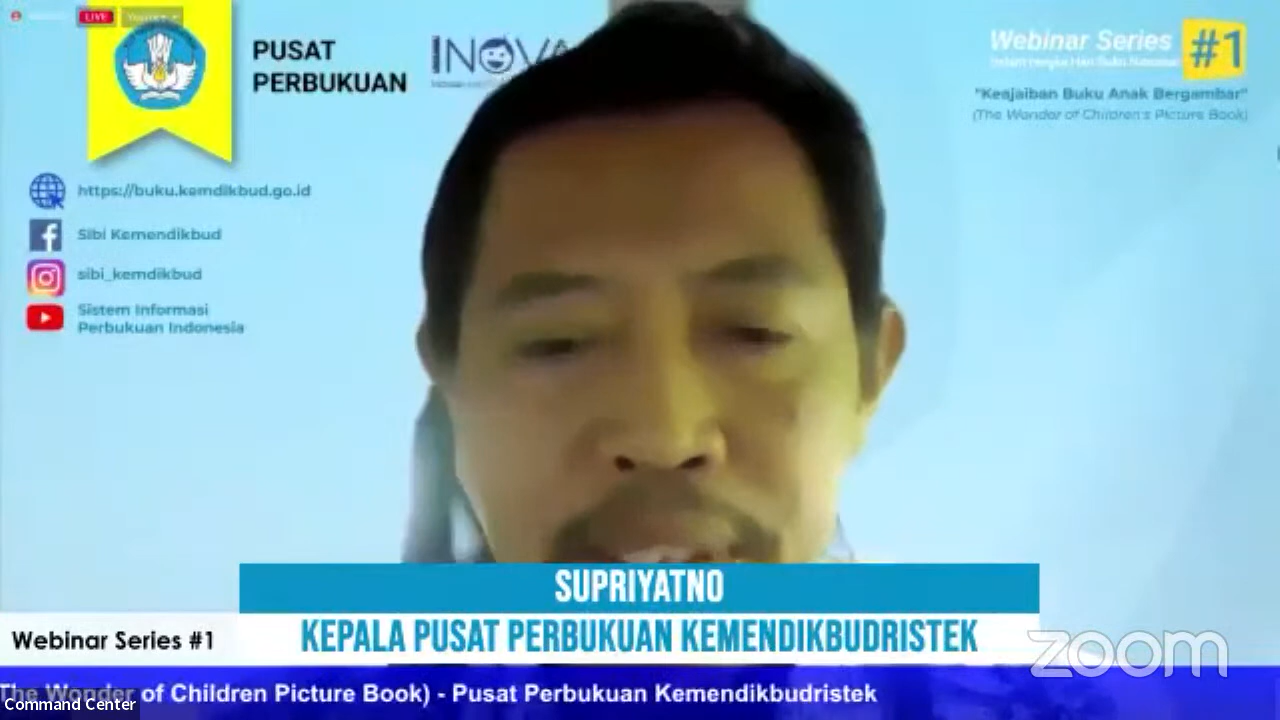 LIVE
PUSAT
PERBUKUAN
INOVA
Webinar Series
#1
"Keajaiban Buku Anak Bergambar"
(The Wonder of Children's Picture Book)
https://buku.kemdikbud.go.id
Sibi Kemendikbud
sibi_kemdikbud
Sistem Informasi
Perbukuan Indonesia
SUPRIYATNO
KEPALA PUSAT PERBUKUAN KEMENDIKBUDRISTEK
Webinar Series #1
zoom
The Wonder of Children Picture Book) - Pusat Perbukuan Kemendikbudristek
Command Center